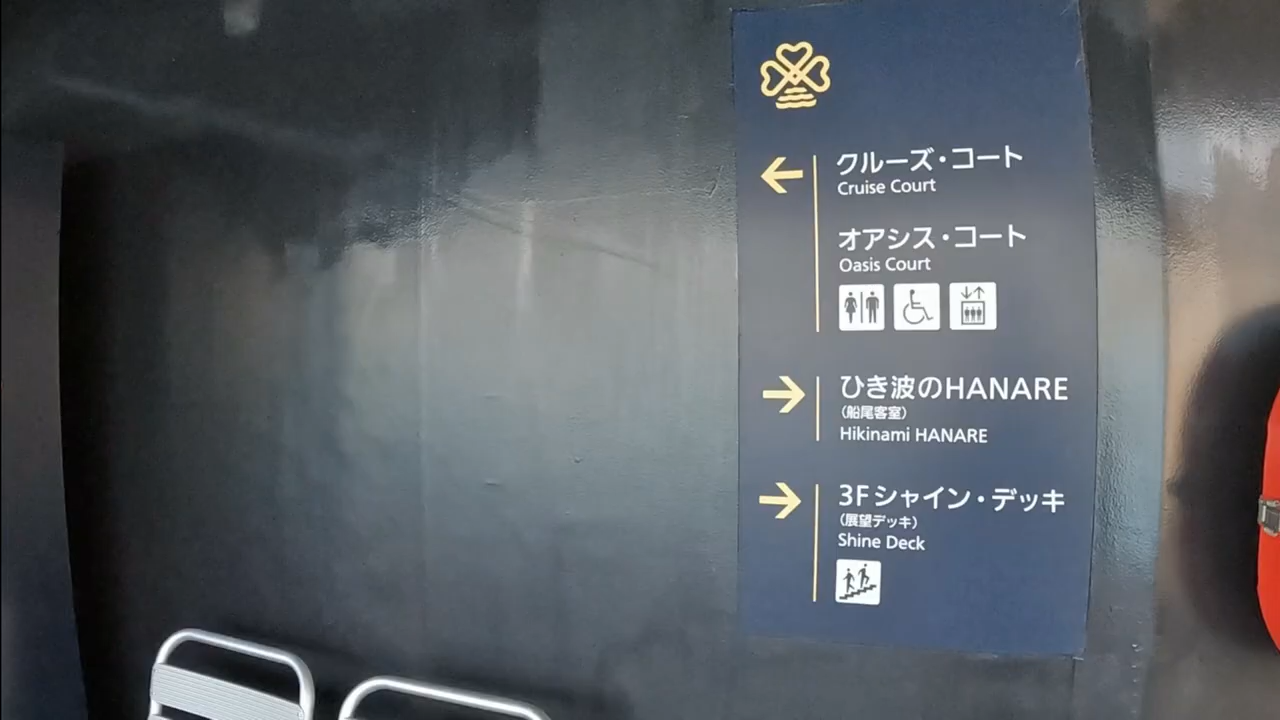 クルーズ・コート
Cruise Court
オアシス・コート
Oasis Court
ひき波のHANARE
（船尾客室）
Hikinami HANARE
3Fシャイン・デッキ
（展望デッキ）
Shine Deck